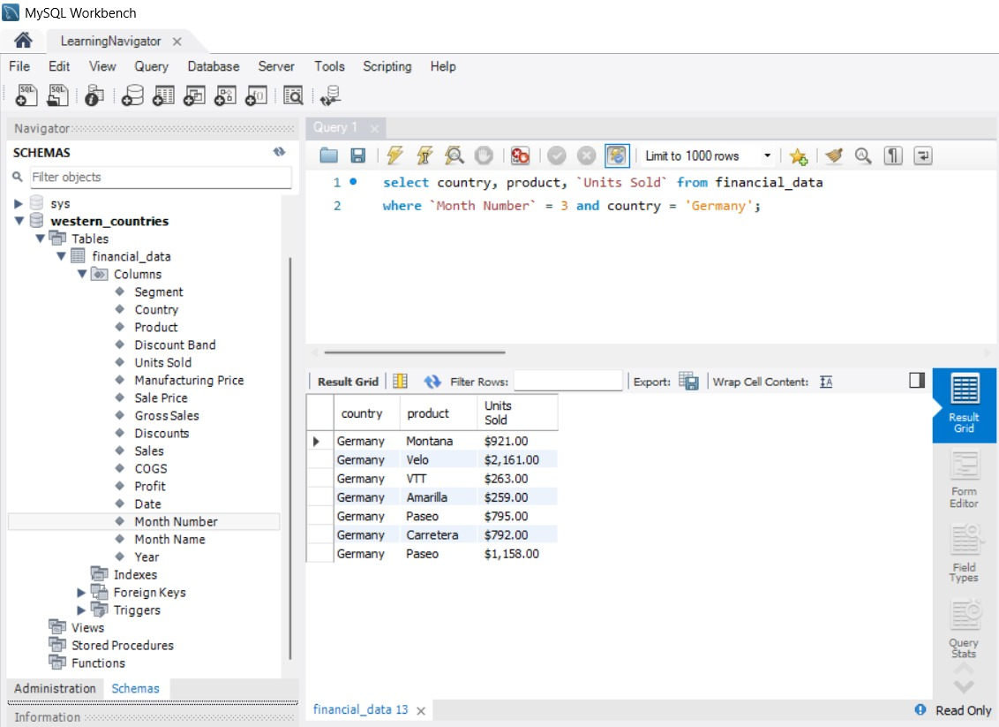 MySQL Workbench
LearningNavigator
File Edit View Query Database Server Tools Scripting Help
SQL SQL
Navigator
SCHEMAS
Filter objects
sys
western_countries
Tables
financial_data
Columns
Segment
Country
Product
Discount Band
Units Sold
Manufacturing Price
Sale Price
Gross Sales
Discounts
Sales
COGS
Profit
Date
Month Number
Month Name
Year
Indexes
Foreign Keys
Triggers
Views
Stored Procedures
Functions
Administration Schemas
Information
Query 1
Limit to 1000 rows
1 select country, product, `Units Sold` from financial_data
2 where `Month Number` = 3 and country = 'Germany';
Result Grid Filter Rows: Export: Wrap Cell Content:
country product Units
Sold
Germany Montana $921.00
Germany Velo $2,161.00
Germany VTT $263.00
Germany Amarilla $259.00
Germany Paseo $795.00
Germany Carretera $792.00
Germany Paseo $1,158.00
Result
Grid
Form
Editor
Field
Types
Query
Stats
financial_data 13
Read Only